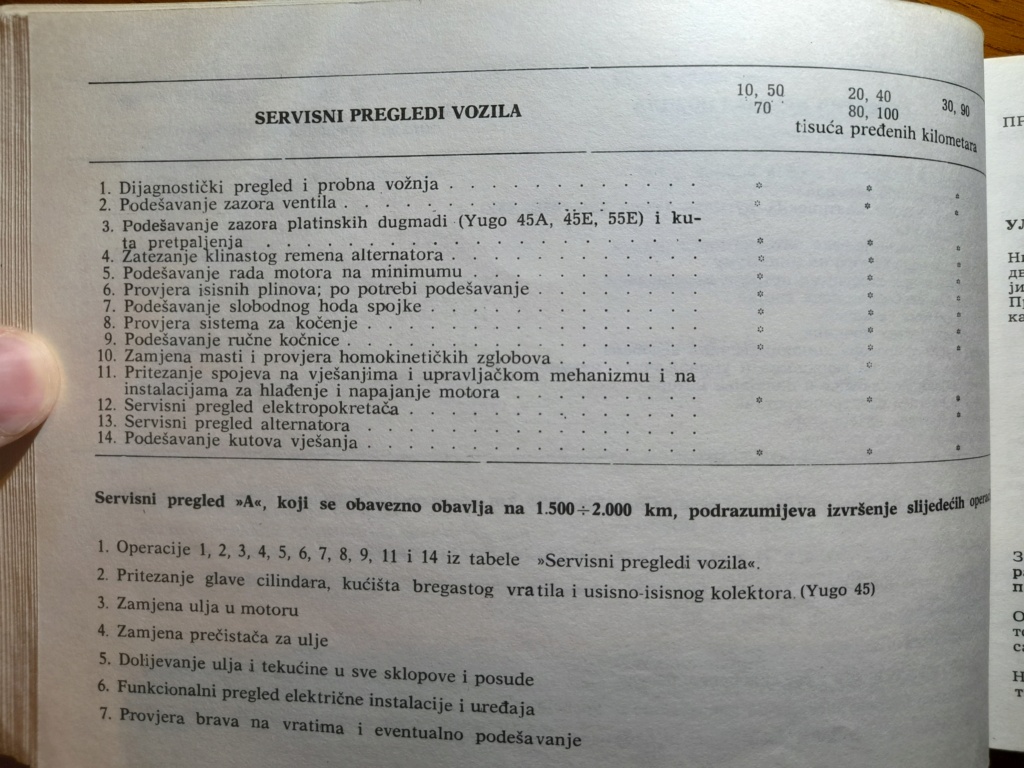 SERVISNI PREGLEDI VOZILA
10, 50 20, 40 30, 90
70 80, 100
tisuća pređenih kilometara
1. Dijagnostički pregled i probna vožnja . . . . . . . . . . . . * * *
2. Podešavanje zazora ventila . . . . . . . . . . . . . . . * * *
3. Podešavanje zazora platinskih dugmadi (Yugo 45A, 45E, 55E) i ku-
ta pretpaljenja . . . . . . . . . . . . . . . . . * * *
4. Zatezanje klinastog remena alternatora . . . . . . . . . . . . * * *
5. Podešavanje rada motora na minimumu . . . . . . . . . . . * * *
6. Provjera isisnih plinova; po potrebi podešavanje . . . . . . . . * * *
7. Podešavanje slobodnog hoda spojke . . . . . . . . . . . . . * * *
8. Provjera sistema za kočenje . . . . . . . . . . . . . . . * * *
9. Podešavanje ručne kočnice . . . . . . . . . . . . . . . . * * *
10. Zamjena masti i provjera homokinetičkih zglobova . . . . . . . *
11. Pritezanje spojeva na vješanjima i upravljačkom mehanizmu i na
instalacijama za hlađenje i napajanje motora . . . . . . . . . * * *
12. Servisni pregled elektropokretača . . . . . . . . . . . . . *
13. Servisni pregled alternatora . . . . . . . . . . . . . . .
14. Podešavanje kutova vješanja . . . . . . . . . . . . . . . * * *
Servisni pregled »A«, koji se obavezno obavlja na 1.500÷2.000 km, podrazumijeva izvršenje slijedećih
1. Operacije 1, 2, 3, 4, 5, 6, 7, 8, 9, 11 i 14 iz tabele »Servisni pregledi vozila«.
2. Pritezanje glave cilindara, kućišta bregastog vratila i usisno-isisnog kolektora. (Yugo 45)
3. Zamjena ulja u motoru
4. Zamjena prečistača za ulje
5. Dolijevanje ulja i tekućine u sve sklopove i posude
6. Funkcionalni pregled električne instalacije i uređaja
7. Provjera brava na vratima i eventualno podešavanje